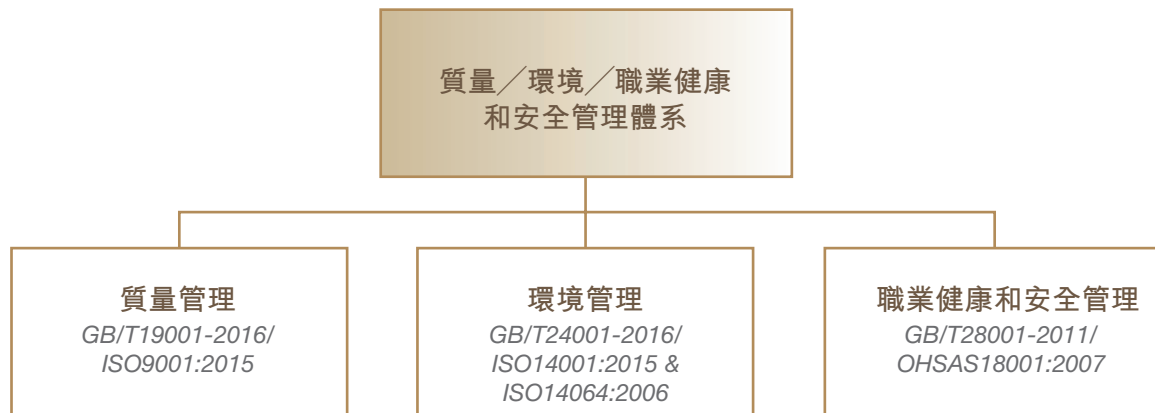 質量╱環境╱職業健康
和安全管理體系
質量管理
GB/T19001-2016/
ISO9001:2015
環境管理
GB/T24001-2016/
ISO14001:2015 &
ISO14064:2006
職業健康和安全管理
GB/T28001-2011/
OHSAS18001:2007